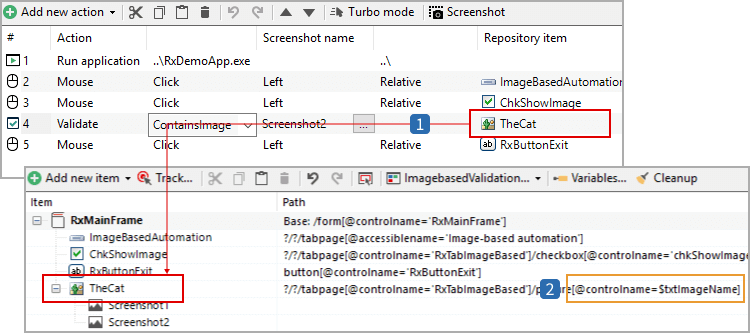 Add new action Turbo mode Screenshot
# Action Screenshot name Repository item
1 Run application ..\RxDemoApp.exe ..\
2 Mouse Click Left Relative ImageBasedAutomation
3 Mouse Click Left Relative ChkShowImage
4 Validate ContainsImage Screenshot2 ... 1 TheCat
5 Mouse Click Left Relative RxButtonExit
Add new item Track... ImagebasedValidation... Variables... Cleanup
Item Path
RxMainFrame Base: /form[@controlname='RxMainFrame']
ImageBasedAutomation ?/?/tabpage[@accessiblename='Image-based automation']
ChkShowImage ?/?/tabpage[@controlname='RxTabImageBased']/checkbox[@controlname='chkShowImage
RxButtonExit button[@controlname='RxButtonExit']
TheCat ?/?/tabpage[@controlname='RxTabImageBased']/ 2 [@controlname=$txtImageName]
Screenshot1
Screenshot2